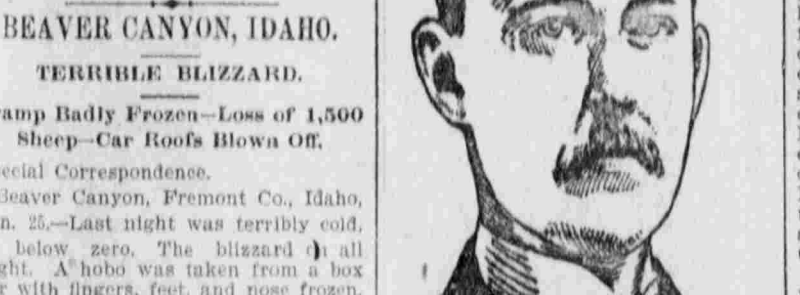 BEAVER CANYON, IDAHO.
TERRIBLE BLIZZARD.
amp Badly Frozen—Loss of 1,500
Sheep—Car Roofs Blown Off.
ecial Correspondence.
Beaver Canyon, Fremont Co., Idaho,
n. 25.—Last night was terribly cold,
below zero. The blizzard all
ght. A hobo was taken from a box
r with fingers, feet, and nose frozen.